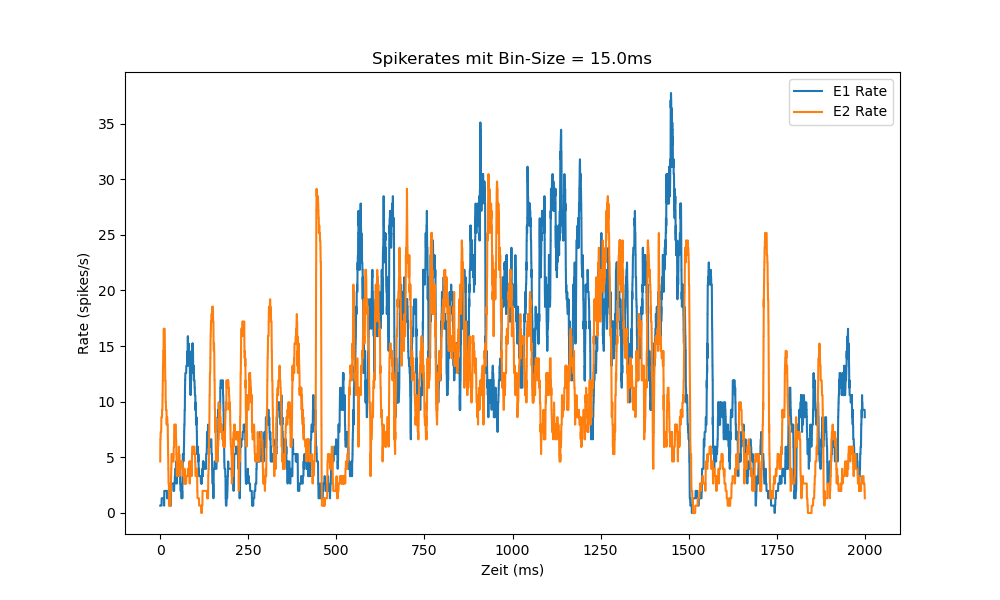 Spikerates mit Bin-Size = 15.0ms
E1 Rate
E2 Rate
Rate (spikes/s)
35
30
25
20
15
10
5
0
0 250 500 750 1000 1250 1500 1750 2000
Zeit (ms)